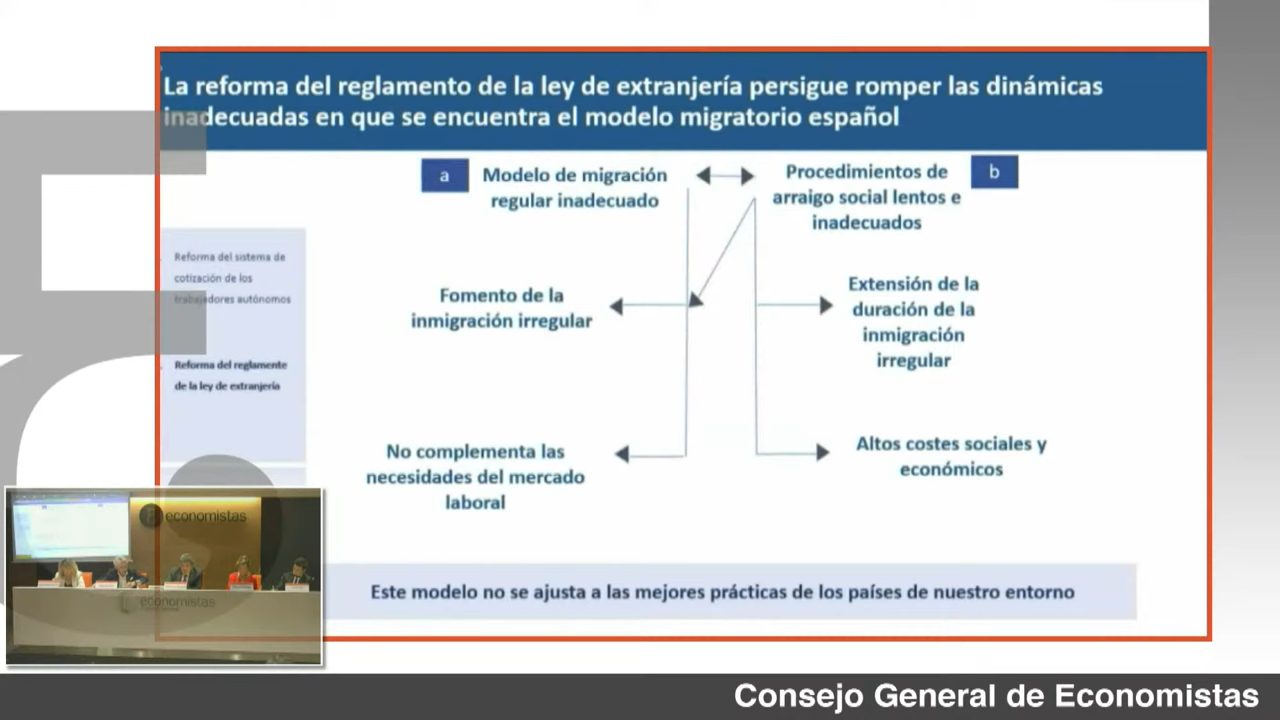 La reforma del reglamento de la ley de extranjería persigue romper las dinámicas
inadecuadas en que se encuentra el modelo migratorio español
a
Modelo de migración
regular inadecuado
Procedimientos de
arraigo social lentos e
inadecuados
b
Reforma del sistema de
cotización de los
trabajadores autónomos
Reforma del reglamente
de la ley de extranjería
Fomento de la
inmigración irregular
Extensión de la
duración de la
inmigración
irregular
No complementa las
necesidades del mercado
laboral
Altos costes sociales y
económicos
Este modelo no se ajusta a las mejores prácticas de los países de nuestro entorno
economistas
economistas
Consejo General de Economistas